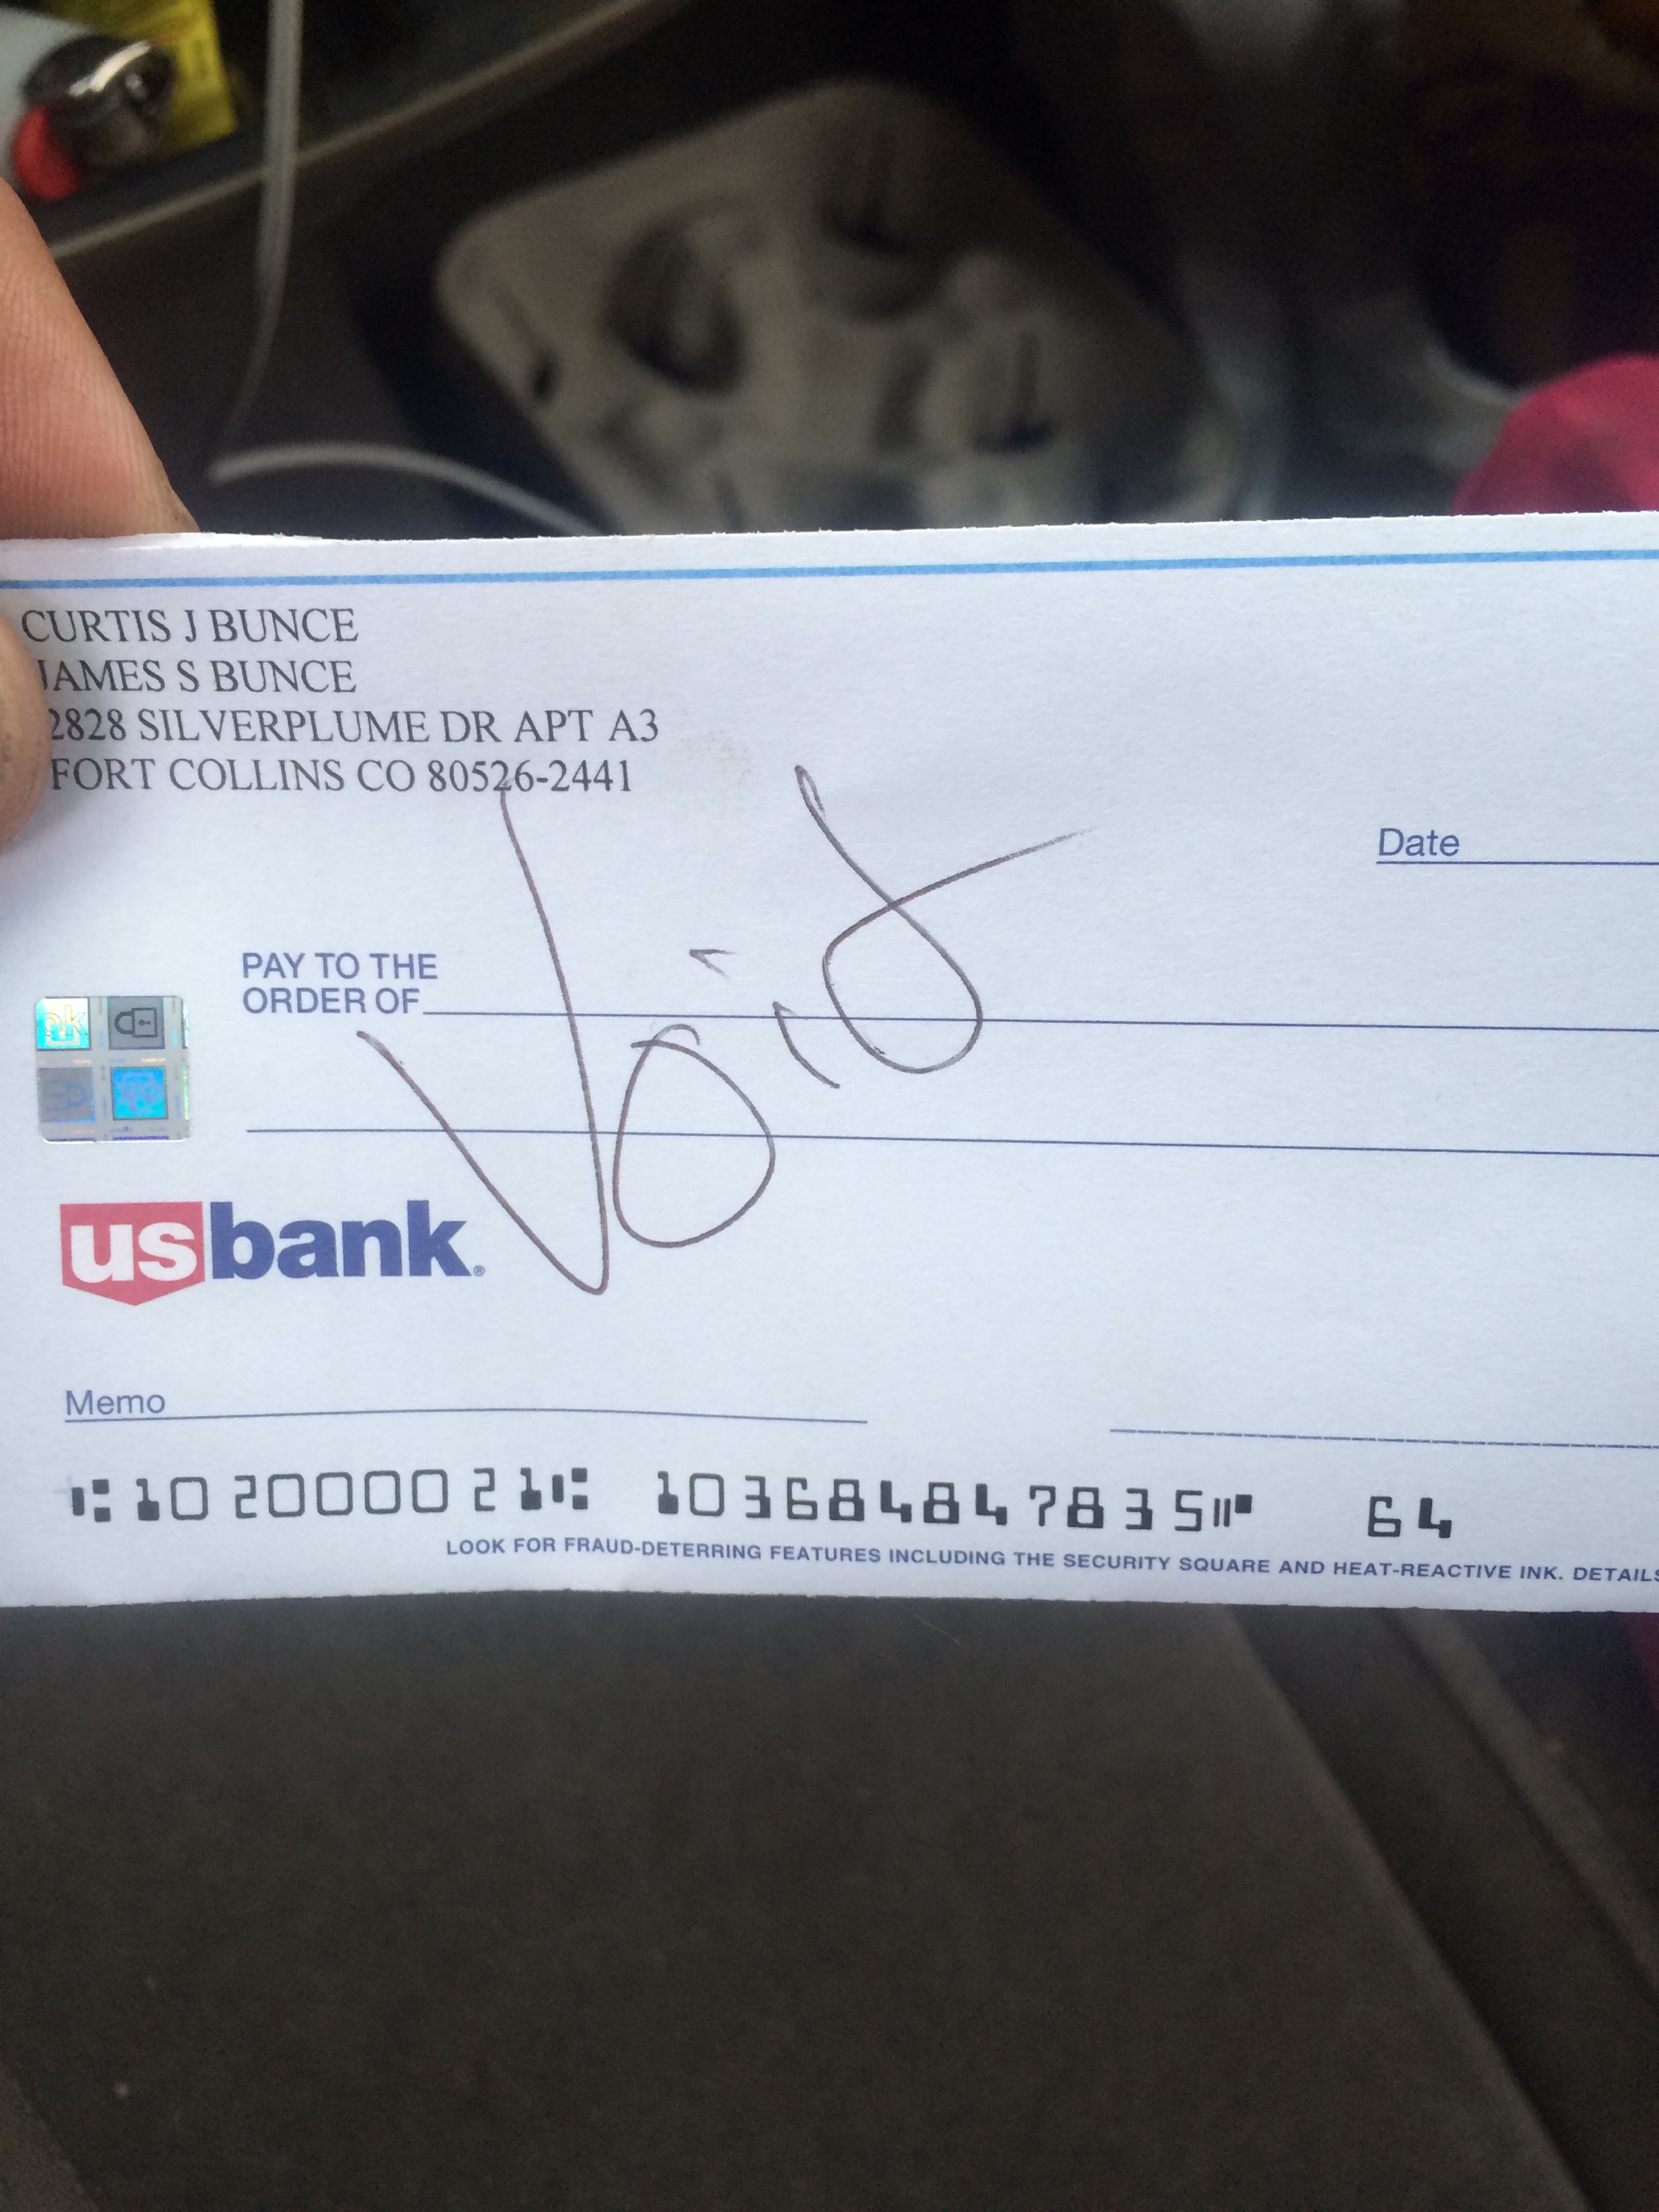 CURTIS J BUNCE
JAMES S BUNCE
2828 SILVERPLUME DR APT A3
FORT COLLINS CO 80526-2441
Date
PAY TO THE
ORDER OF
Void
usbank®
Memo
⑆102000021⑆ 103684847835⑈ 64
LOOK FOR FRAUD-DETERRING FEATURES INCLUDING THE SECURITY SQUARE AND HEAT-REACTIVE INK. DETAILS